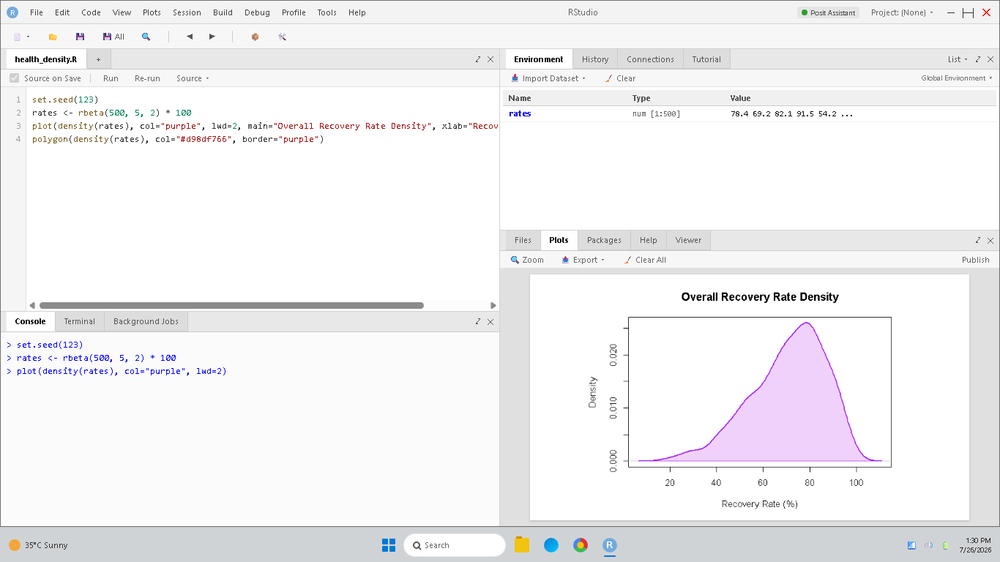 R File Edit Code View Plots Session Build Debug Profile Tools Help RStudio Posit Assistant Project: (None)
All
health_density.R +
Source on Save Run Re-run Source
1 set.seed(123)
2 rates <- rbeta(500, 5, 2) * 100
3 plot(density(rates), col="purple", lwd=2, main="Overall Recovery Rate Density", xlab="Recov
4 polygon(density(rates), col="#d98df766", border="purple")
Console Terminal Background Jobs
> set.seed(123)
> rates <- rbeta(500, 5, 2) * 100
> plot(density(rates), col="purple", lwd=2)
Environment History Connections Tutorial List
Import Dataset Clear Global Environment
Name Type Value
rates num [1:500] 78.4 69.2 82.1 91.5 54.2 ...
Files Plots Packages Help Viewer
Zoom Export Clear All Publish
Overall Recovery Rate Density
Density
0.020
0.010
0.000
20 40 60 80 100
Recovery Rate (%)
35°C Sunny Search R 1:30 PM
7/26/2026